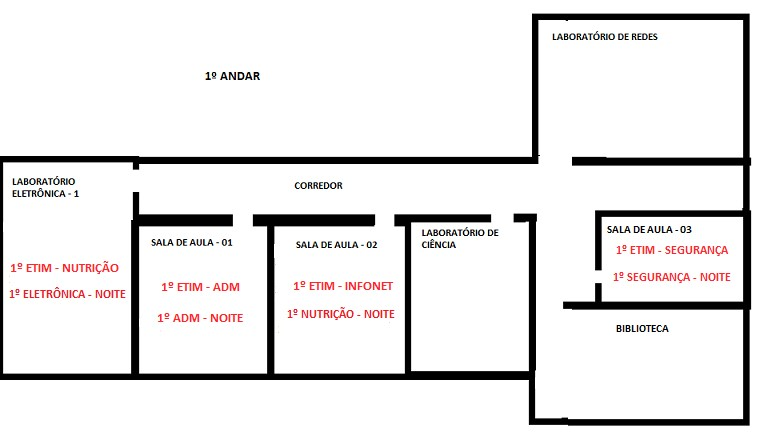 LABORATÓRIO DE REDES
1º ANDAR
LABORATÓRIO
ELETRÔNICA - 1
CORREDOR
1º ETIM - NUTRIÇÃO
1º ELETRÔNICA - NOITE
SALA DE AULA - 01
1º ETIM - ADM
1º ADM - NOITE
SALA DE AULA - 02
1º ETIM - INFONET
1º NUTRIÇÃO - NOITE
LABORATÓRIO DE
CIÊNCIA
SALA DE AULA - 03
1º ETIM - SEGURANÇA
1º SEGURANÇA - NOITE
BIBLIOTECA